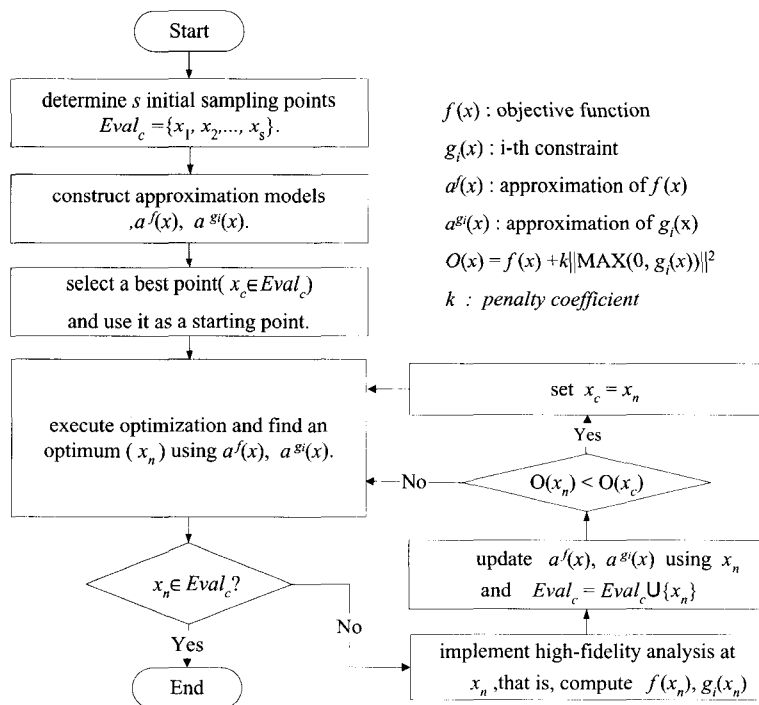 Start
determine s initial sampling points
Eval_c ={x_1, x_2,..., x_s}.
construct approximation models
,a^f(x), a^gi(x).
select a best point( x_c∈Eval_c)
and use it as a starting point.
execute optimization and find an
optimum ( x_n) using a^f(x), a^gi(x).
x_n∈ Eval_c?
Yes
End
No
implement high-fidelity analysis at
x_n ,that is, compute f(x_n), g_i(x_n)
update a^f(x), a^gi(x) using x_n
and Eval_c = Eval_c∪{x_n}
O(x_n) < O(x_c)
No
Yes
set x_c = x_n
f(x) : objective function
g_i(x) : i-th constraint
a^f(x) : approximation of f(x)
a^gi(x) : approximation of g_i(x)
O(x) = f(x) +k||MAX(0, g_i(x))||^2
k : penalty coefficient